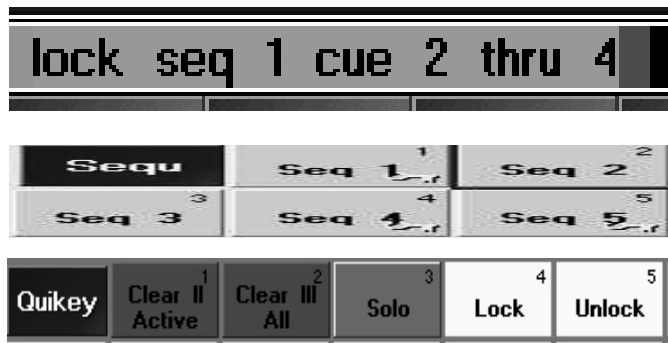 lock seq 1 cue 2 thru 4
Sequ
Seq 1 1
Seq 2 2
Seq 3 3
Seq 4 4
Seq 5 5
Quikey
Clear II Active 1
Clear III All 2
Solo 3
Lock 4
Unlock 5